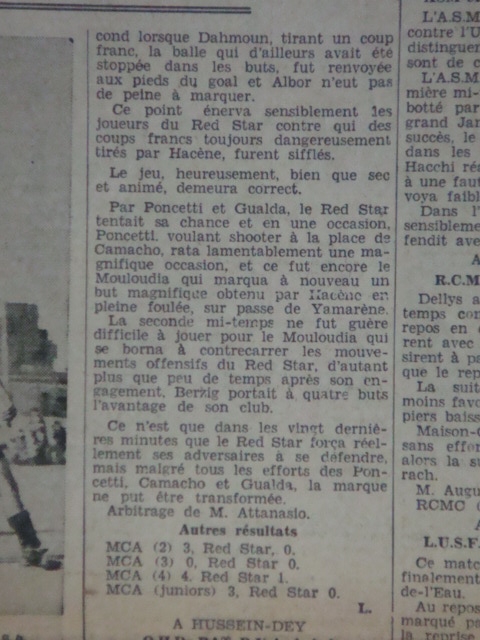 cond lorsque Dahmoun, tirant un coup
franc, la balle qui d'ailleurs avait été
stoppée dans les buts, fut renvoyée
aux pieds du goal et Albor n'eut pas
de peine à marquer.
Ce point énerva sensiblement les
joueurs du Red Star contre qui des
coups francs toujours dangereusement
tirés par Hacène, furent sifflés.
Le jeu, heureusement, bien que sec
et animé, demeura correct.
Par Poncetti et Gualda, le Red Star
tentait sa chance et en une occasion,
Poncetti, voulant shooter à la place de
Camacho, rata lamentablement une ma-
gnifique occasion, et ce fut encore le
Mouloudia qui marqua à nouveau un
but magnifique obtenu par Hacène en
pleine foulée, sur passe de Yamarène.
La seconde mi-temps ne fut guère
difficile à jouer pour le Mouloudia qui
se borna à contrecarrer les mouve-
ments offensifs du Red Star, d'autant
plus que peu de temps après son en-
gagement, Berzig portait à quatre buts
l'avantage de son club.
Ce n'est que dans les vingt derniè-
res minutes que le Red Star força réel-
lement ses adversaires à se défendre,
mais malgré tous les efforts des Pon-
cetti, Camacho et Gualda, la marque
ne put être transformée.
Arbitrage de M. Attanasio.
Autres résultats
MCA (2) 3, Red Star, 0.
MCA (3) 0, Red Star, 0.
MCA (4) 4, Red Star 1.
MCA (juniors) 3, Red Star 0.
L.
A HUSSEIN-DEY
L'A.S.M
contre l'U
distinguer
sont de c
L'A.S.M
mière mi-
botté par
grand Jar
succès, le
dans les
Hacchi rés
à une faut
voya faibl
Dans l'
sensibleme
fendit ave
A
R.C.M
Dellys a
temps cor
repos en
rent avec
sirent à pa
que le rep
La suit
moins favo
piers baiss
Maison-C
sans effor
alors la su
rach.
M. Augu
RCMC
L.U.S.F
Ce matc
finalement
de-l'Eau.
Au repos
marqué pa
la reprise